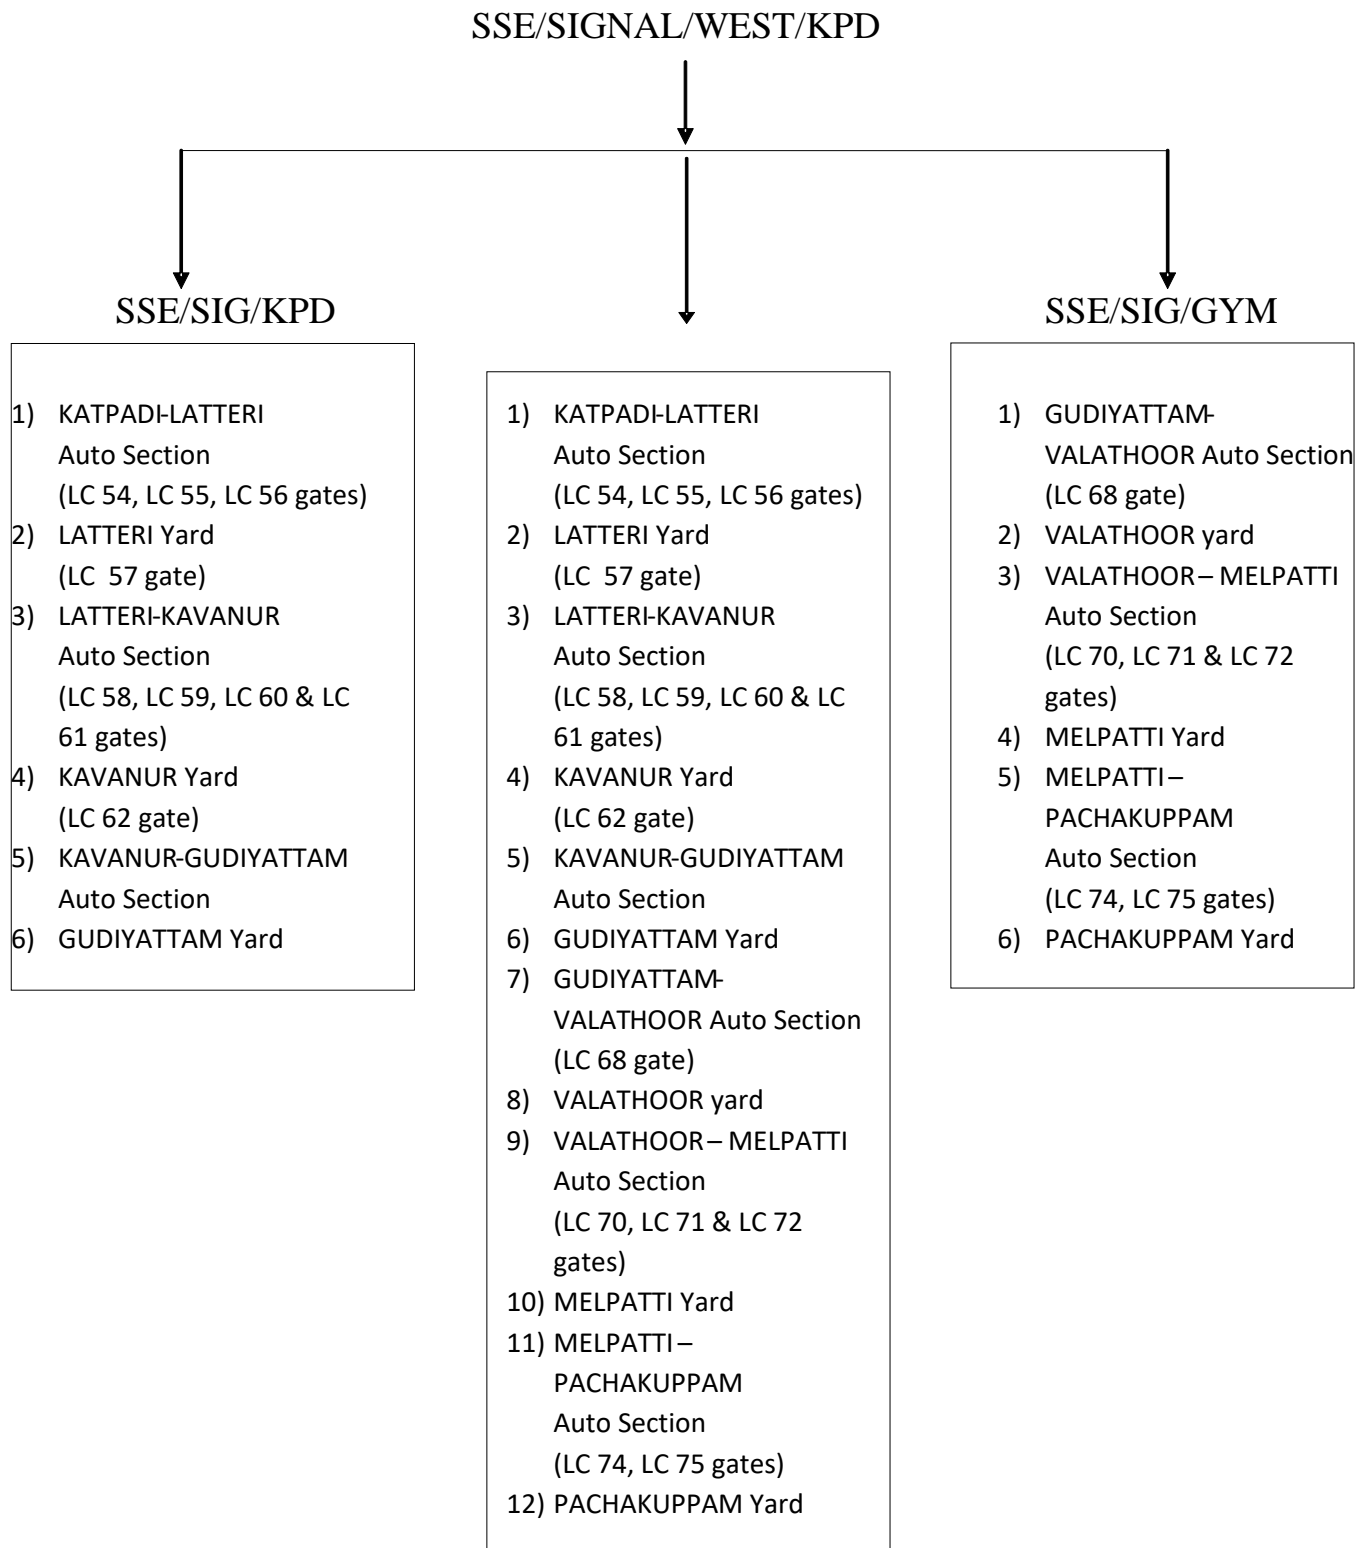 SSE/SIGNAL/WEST/KPD
SSE/SIG/KPD
1) KATPADI-LATTERI
Auto Section
(LC 54, LC 55, LC 56 gates)
2) LATTERI Yard
(LC 57 gate)
3) LATTERI-KAVANUR
Auto Section
(LC 58, LC 59, LC 60 & LC
61 gates)
4) KAVANUR Yard
(LC 62 gate)
5) KAVANUR-GUDIYATTAM
Auto Section
6) GUDIYATTAM Yard
1) KATPADI-LATTERI
Auto Section
(LC 54, LC 55, LC 56 gates)
2) LATTERI Yard
(LC 57 gate)
3) LATTERI-KAVANUR
Auto Section
(LC 58, LC 59, LC 60 & LC
61 gates)
4) KAVANUR Yard
(LC 62 gate)
5) KAVANUR-GUDIYATTAM
Auto Section
6) GUDIYATTAM Yard
7) GUDIYATTAM-
VALATHOOR Auto Section
(LC 68 gate)
8) VALATHOOR yard
9) VALATHOOR – MELPATTI
Auto Section
(LC 70, LC 71 & LC 72
gates)
10) MELPATTI Yard
11) MELPATTI –
PACHAKUPPAM
Auto Section
(LC 74, LC 75 gates)
12) PACHAKUPPAM Yard
SSE/SIG/GYM
1) GUDIYATTAM-
VALATHOOR Auto Section
(LC 68 gate)
2) VALATHOOR yard
3) VALATHOOR – MELPATTI
Auto Section
(LC 70, LC 71 & LC 72
gates)
4) MELPATTI Yard
5) MELPATTI –
PACHAKUPPAM
Auto Section
(LC 74, LC 75 gates)
6) PACHAKUPPAM Yard